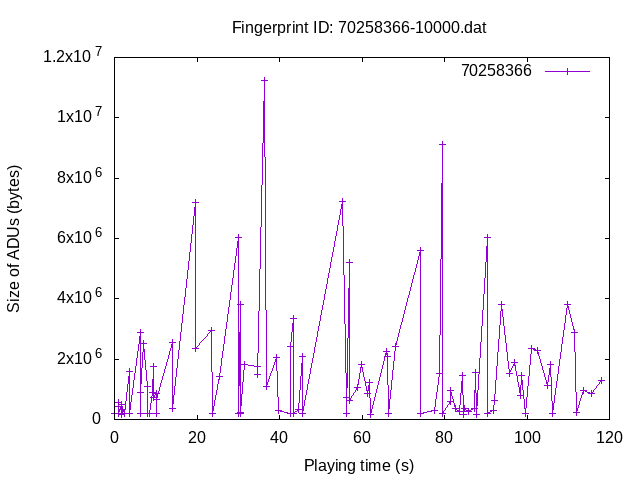 Fingerprint ID: 70258366-10000.dat
70258366
Size of ADUs (bytes)
1.2x10^7
1x10^7
8x10^6
6x10^6
4x10^6
2x10^6
0
0 20 40 60 80 100 120
Playing time (s)